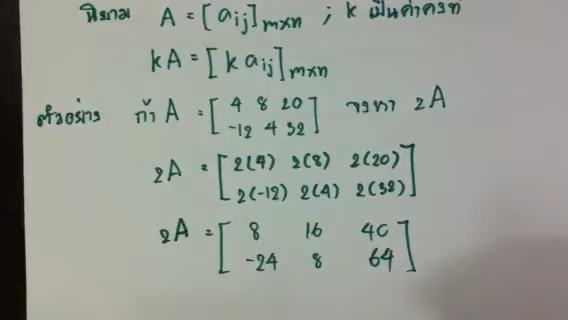 นิยาม A = [aij]m×n ; k เป็นค่าคงที่
kA = [k aij]m×n
ตัวอย่าง ถ้า A = [4 8 20
-12 4 32] จงหา 2A
2A = [2(4) 2(8) 2(20)
2(-12) 2(4) 2(32)]
2A = [8 16 40
-24 8 64]